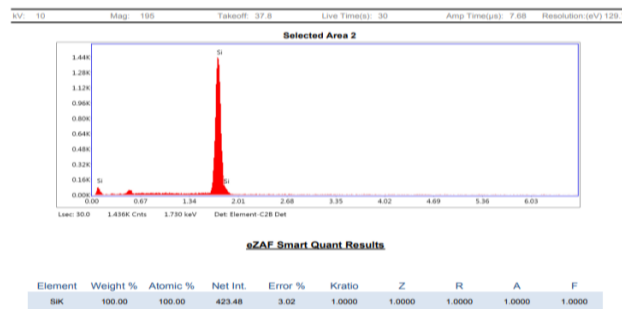 kV: 10 Mag: 195 Takeoff: 37.8 Live Time(s): 30 Amp Time(µs): 7.68 Resolution:(eV) 129.
Selected Area 2
Si
1.44K
1.28K
1.12K
0.96K
0.80K
0.64K
0.48K
0.32K
0.16K
0.00K
Si
Si
0.00 0.67 1.34 2.01 2.68 3.35 4.02 4.69 5.36 6.03
Lsec: 30.0 1.436K Cnts 1.730 keV Det: Element-C2B Det
eZAF Smart Quant Results
Element Weight % Atomic % Net Int. Error % Kratio Z R A F
SiK 100.00 100.00 423.48 3.02 1.0000 1.0000 1.0000 1.0000 1.0000